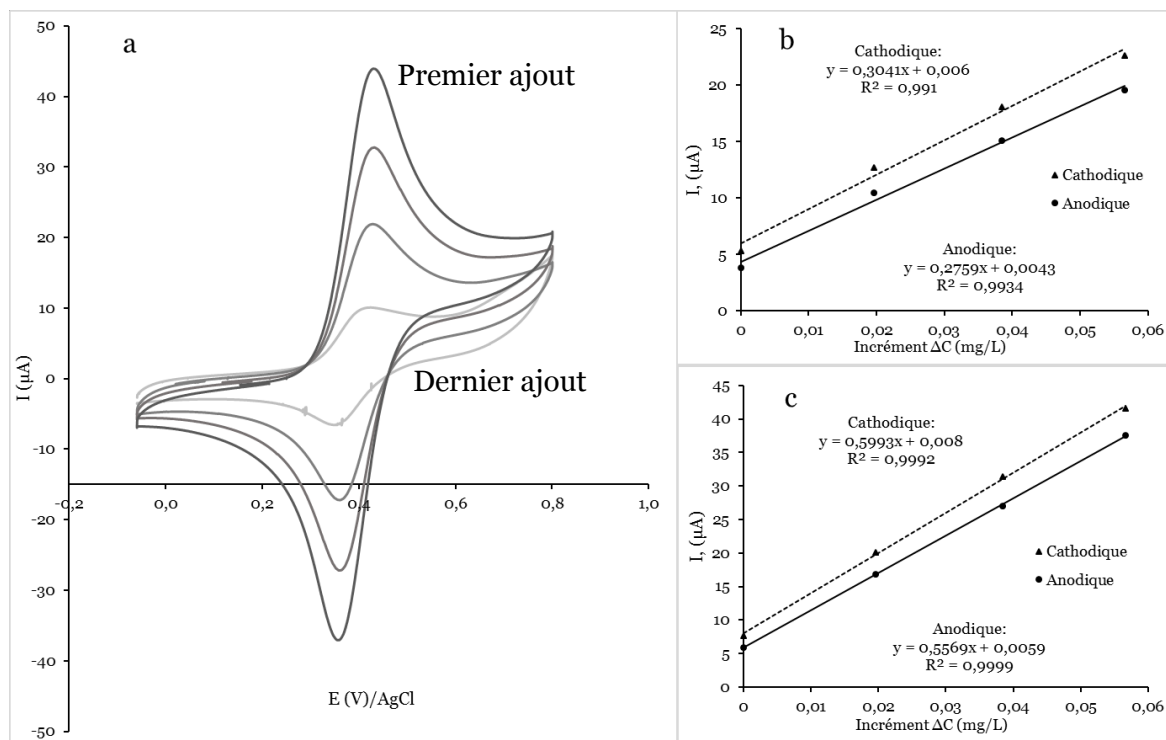 a
Premier ajout
Dernier ajout
I (µA)
50
40
30
20
10
0
-10
-20
-30
-40
-50
-0,2
0,0
0,2
0,4
0,6
0,8
1,0
E (V)/AgCl
b
Cathodique:
y = 0,3041x + 0,006
R² = 0,991
Cathodique
Anodique
Anodique:
y = 0,2759x + 0,0043
R² = 0,9934
I, (µA)
25
20
15
10
5
0
0
0,01
0,02
0,03
0,04
0,05
0,06
Incrément ΔC (mg/L)
c
Cathodique:
y = 0,5993x + 0,008
R² = 0,9992
Cathodique
Anodique
Anodique:
y = 0,5569x + 0,0059
R² = 0,9999
I, (µA)
45
40
35
30
25
20
15
10
5
0
0
0,01
0,02
0,03
0,04
0,05
0,06
Incrément ΔC (mg/L)